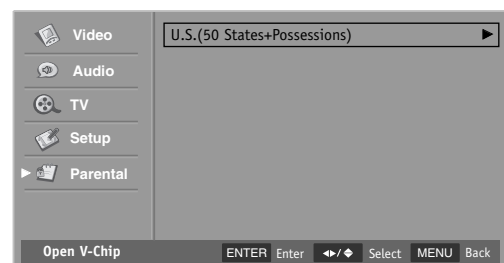 Video
Audio
TV
Setup
Parental
U.S.(50 States+Possessions)
Open V-Chip
ENTER Enter ◄►/◆ Select MENU Back